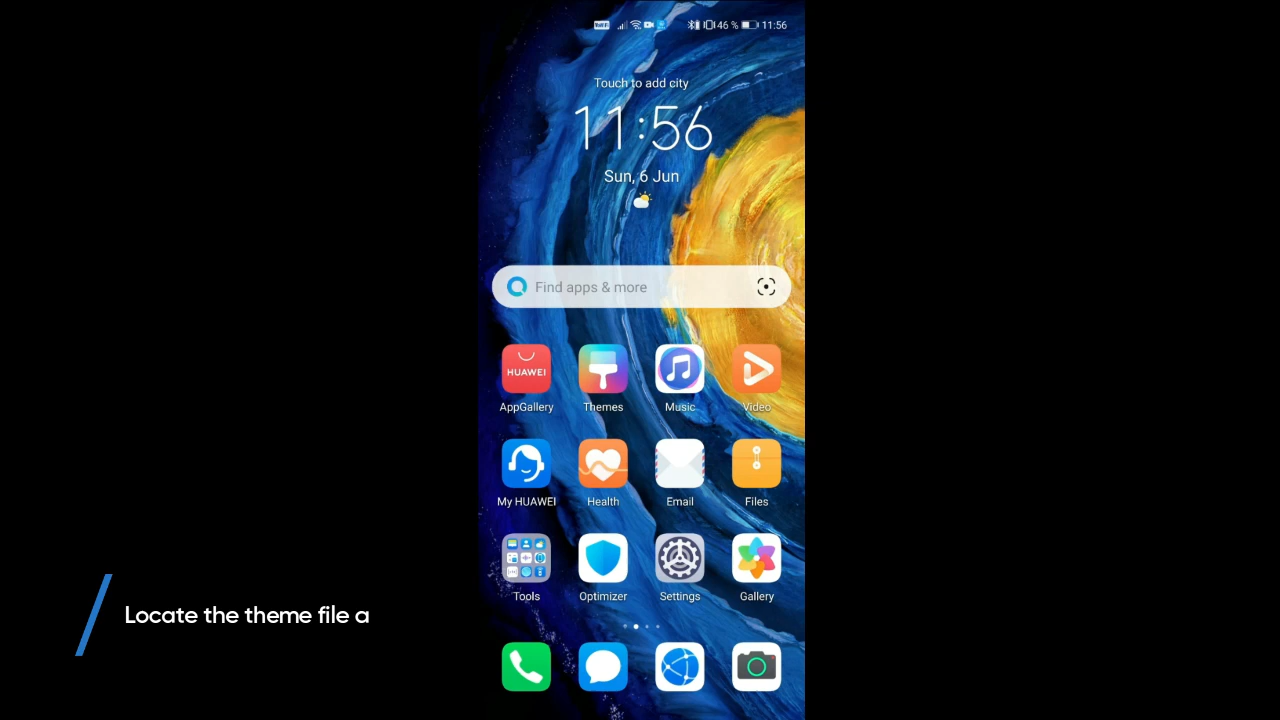 46 % 11:56
Touch to add city
11:56
Sun, 6 Jun
Find apps & more
HUAWEI
AppGallery Themes Music Video
My HUAWEI Health Email Files
Tools Optimizer Settings Gallery
Locate the theme file a